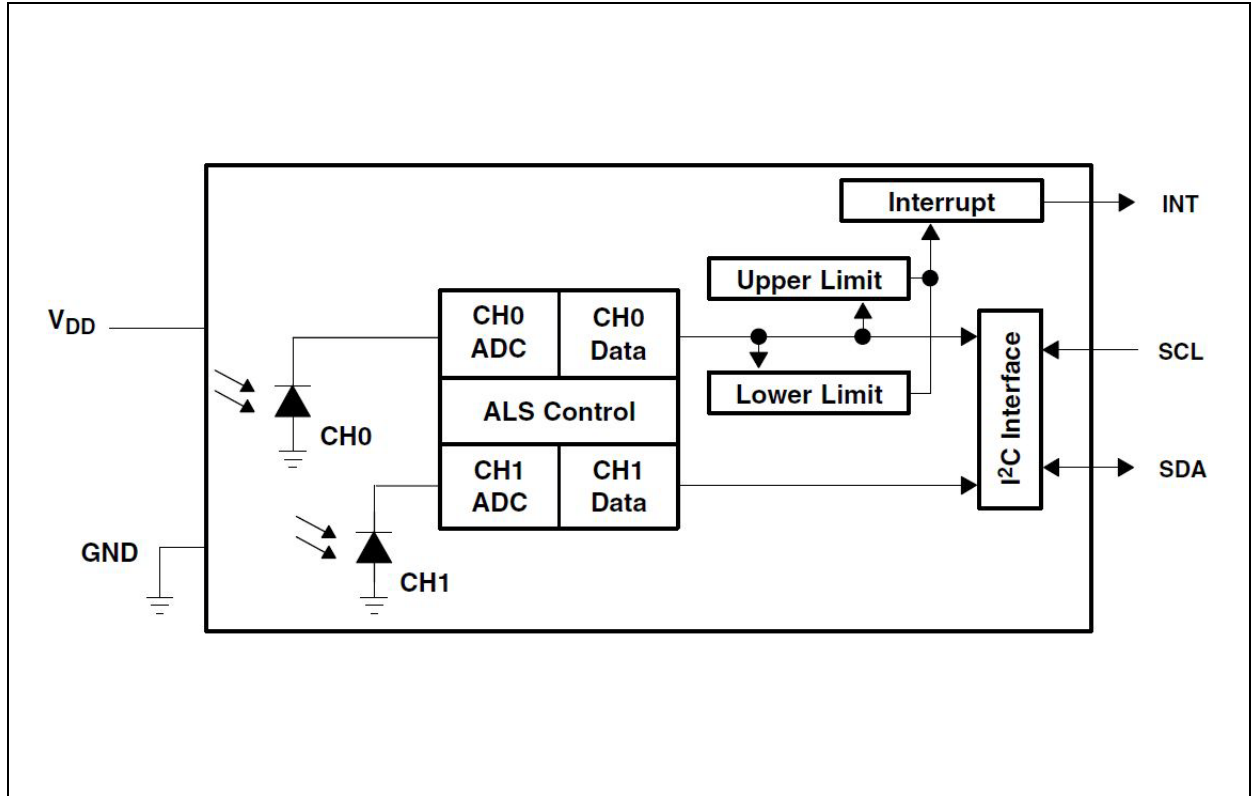 Interrupt
INT
Upper Limit
V_DD
CH0 ADC
CH0 Data
SCL
Lower Limit
ALS Control
I²C Interface
CH0
CH1 ADC
CH1 Data
SDA
GND
CH1